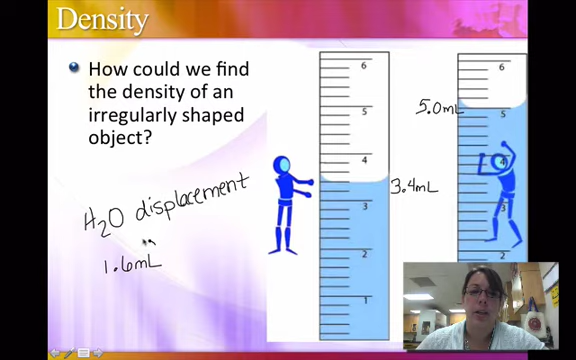 Density
How could we find
the density of an
irregularly shaped
object?
H₂O displacement
1.6mL
6
5
4
3
2
1
3.4mL
5.0mL
6
5
4
3
2